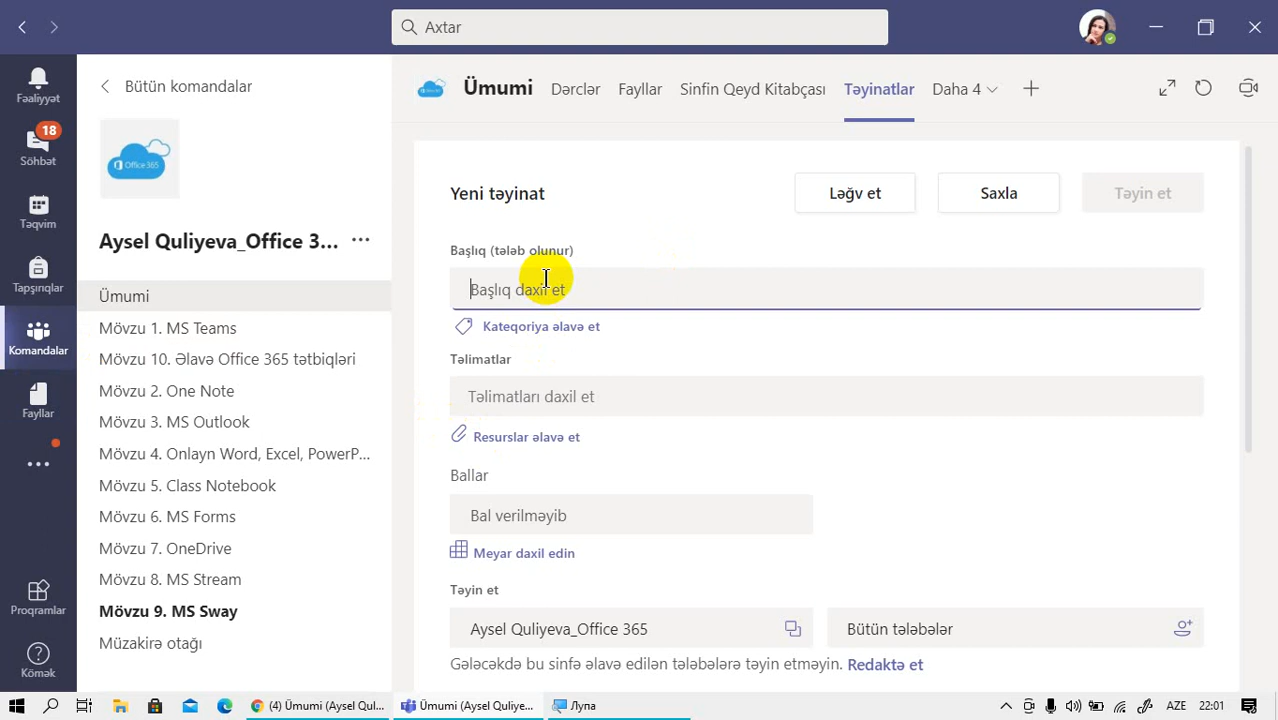 Axtar
Fəaliyyət
18
Söhbət
Təqvim
Tapşırıq
Komandalar
Fayllar
Proqramlar
Kömək
Bütün komandalar
Office 365
Aysel Quliyeva_Office 3...
Ümumi
Mövzu 1. MS Teams
Mövzu 10. Əlavə Office 365 tətbiqləri
Mövzu 2. One Note
Mövzu 3. MS Outlook
Mövzu 4. Onlayn Word, Excel, PowerP...
Mövzu 5. Class Notebook
Mövzu 6. MS Forms
Mövzu 7. OneDrive
Mövzu 8. MS Stream
Mövzu 9. MS Sway
Müzakirə otağı
Ümumi Dərclər Fayllar Sinfin Qeyd Kitabçası Təyinatlar Daha 4
Yeni təyinat
Ləğv et Saxla Təyin et
Başlıq (tələb olunur)
Başlıq daxil et
Kateqoriya əlavə et
Təlimatlar
Təlimatları daxil et
Resurslar əlavə et
Ballar
Bal verilməyib
Meyar daxil edin
Təyin et
Aysel Quliyeva_Office 365 Bütün tələbələr
Gələcəkdə bu sinfə əlavə edilən tələbələrə təyin etməyin. Redaktə et
(4) Ümumi (Aysel Qul... Ümumi (Aysel Quliye... Лупа AZE 22:01